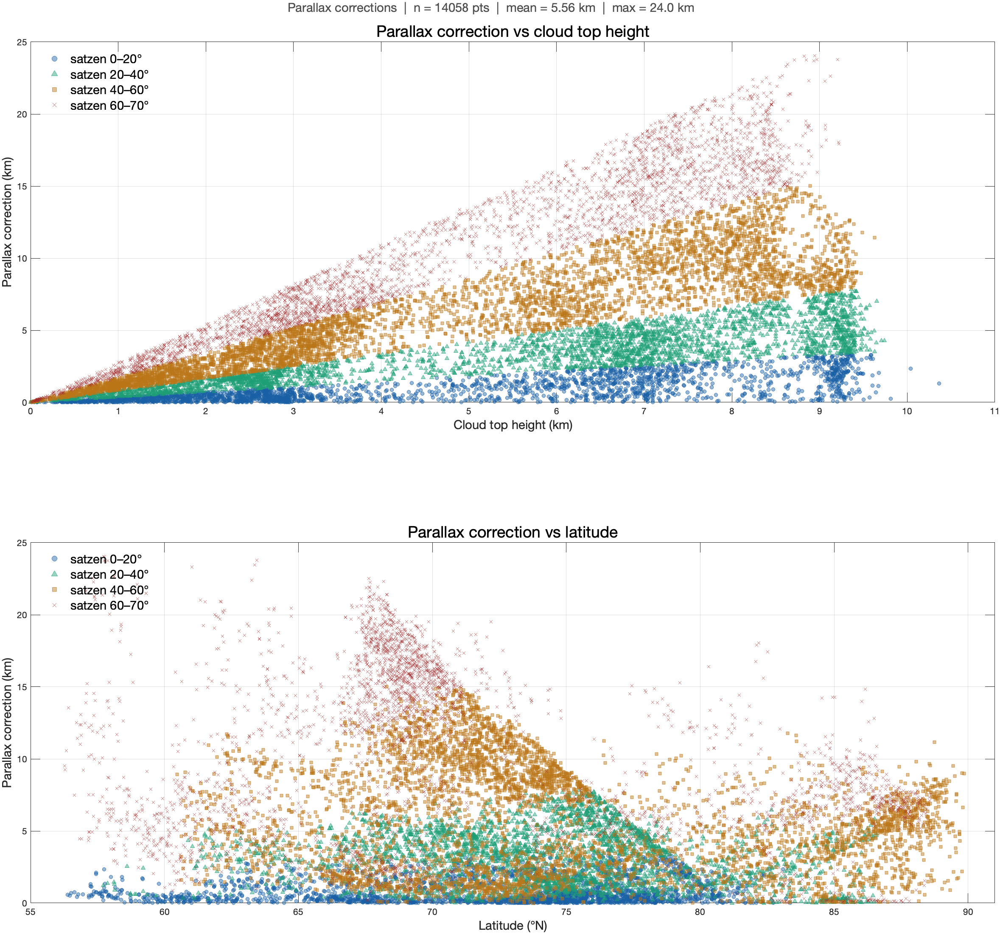 Parallax corrections | n = 14058 pts | mean = 5.56 km | max = 24.0 km
Parallax correction vs cloud top height
25
20
15
10
5
0
Parallax correction (km)
satzen 0–20°
satzen 20–40°
satzen 40–60°
satzen 60–70°
0 1 2 3 4 5 6 7 8 9 10 11
Cloud top height (km)
Parallax correction vs latitude
25
20
15
10
5
0
Parallax correction (km)
satzen 0–20°
satzen 20–40°
satzen 40–60°
satzen 60–70°
55 60 65 70 75 80 85 90
Latitude (°N)